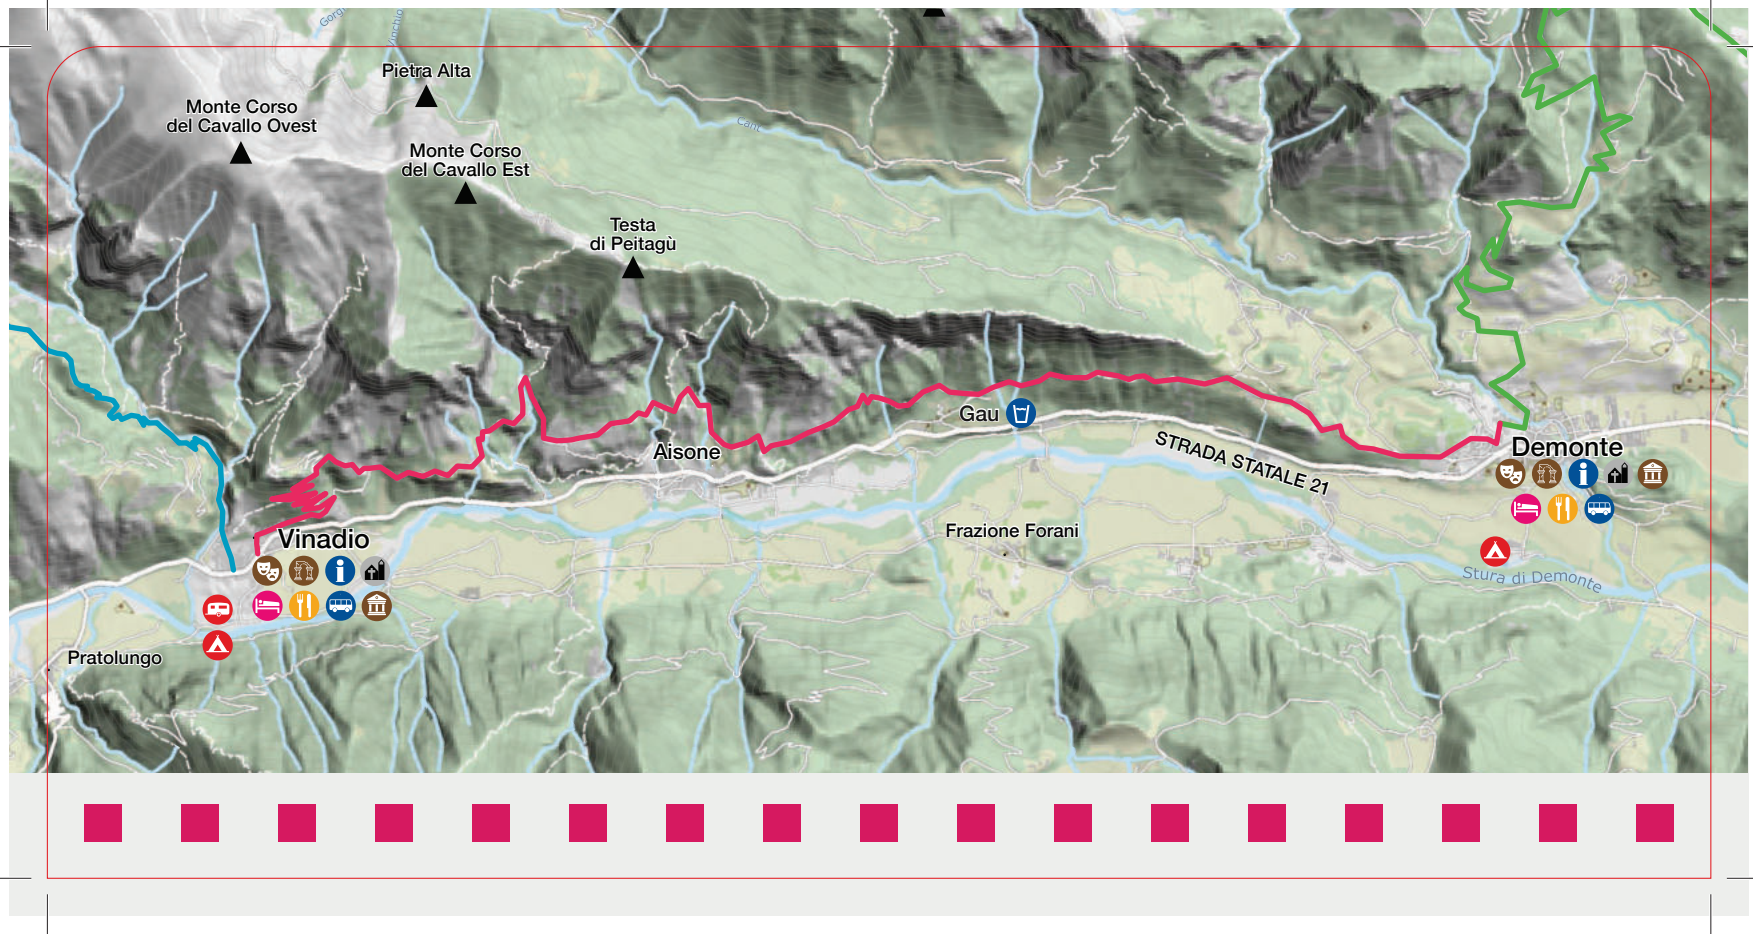 Pietra Alta
Monte Corso
del Cavallo Ovest
Monte Corso
del Cavallo Est
Testa
di Peitagù
Cant
Gau
Aisone
STRADA STATALE 21
Demonte
Vinadio
Frazione Forani
Stura di Demonte
Pratolungo